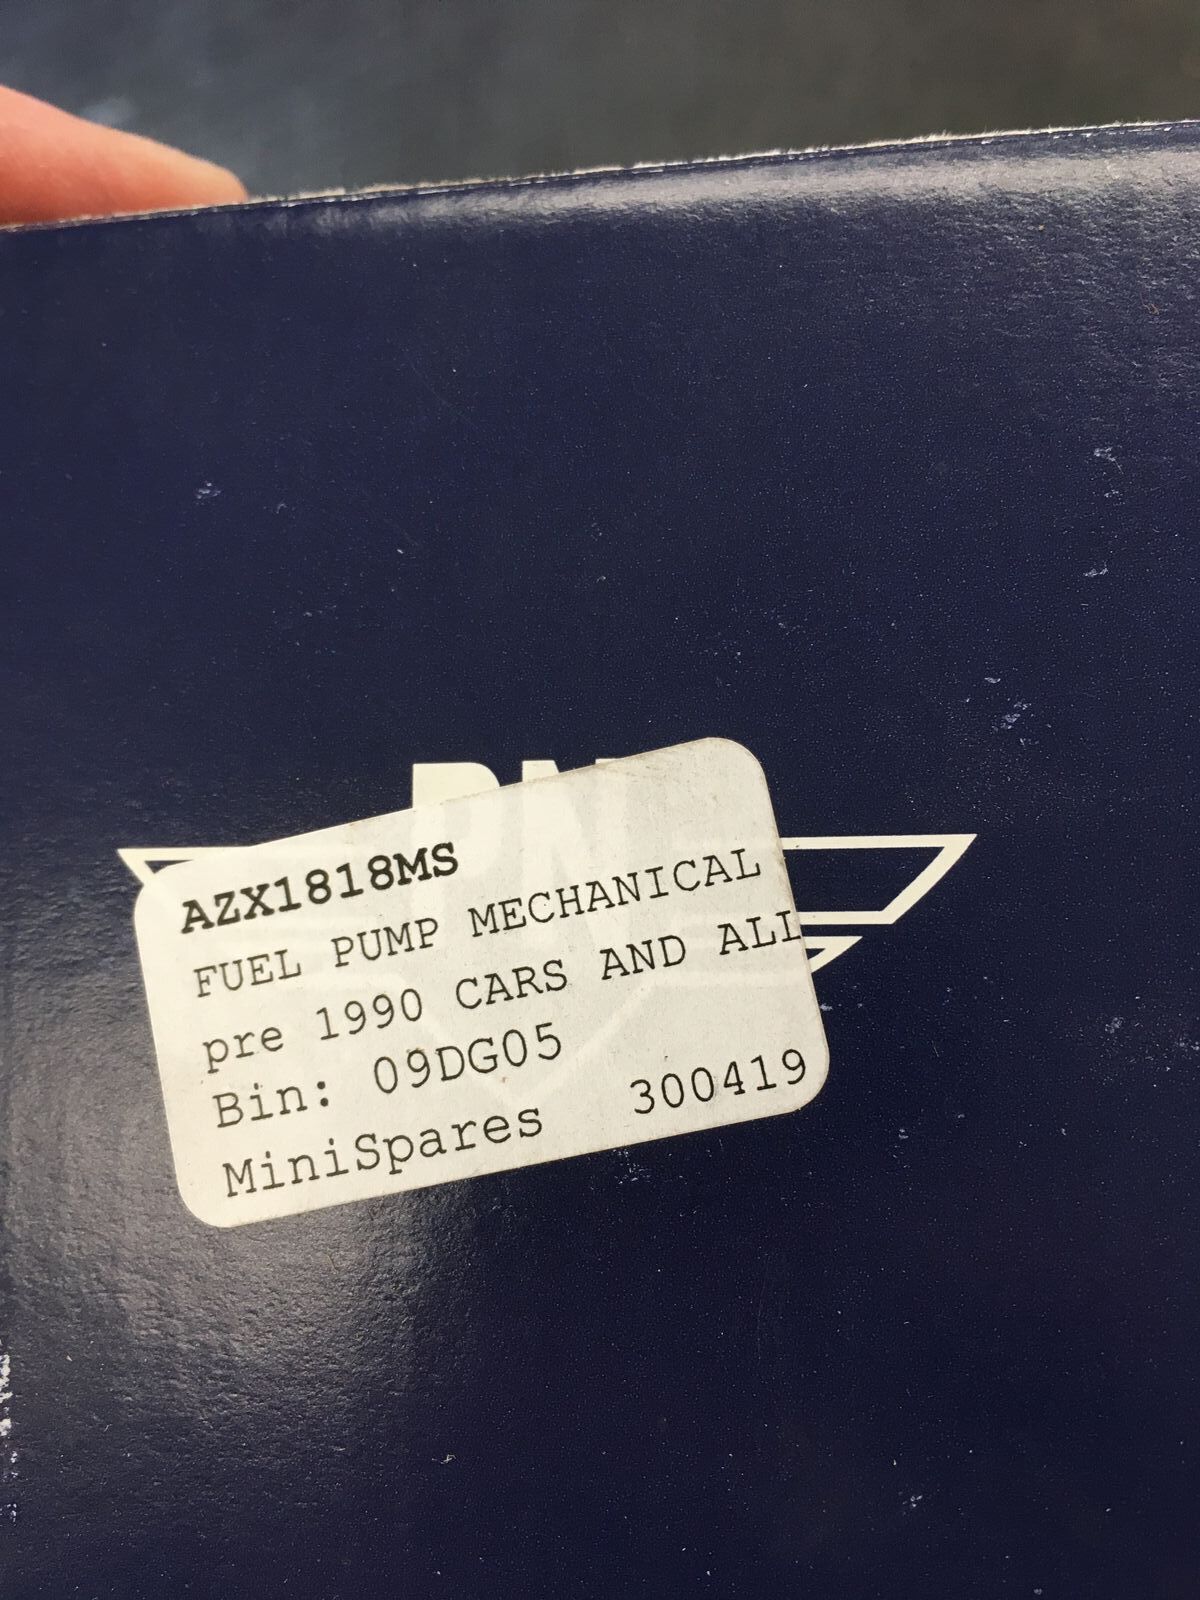 AZX1818MS
FUEL PUMP MECHANICAL
pre 1990 CARS AND ALL
Bin: 09DG05
MiniSpares 300419